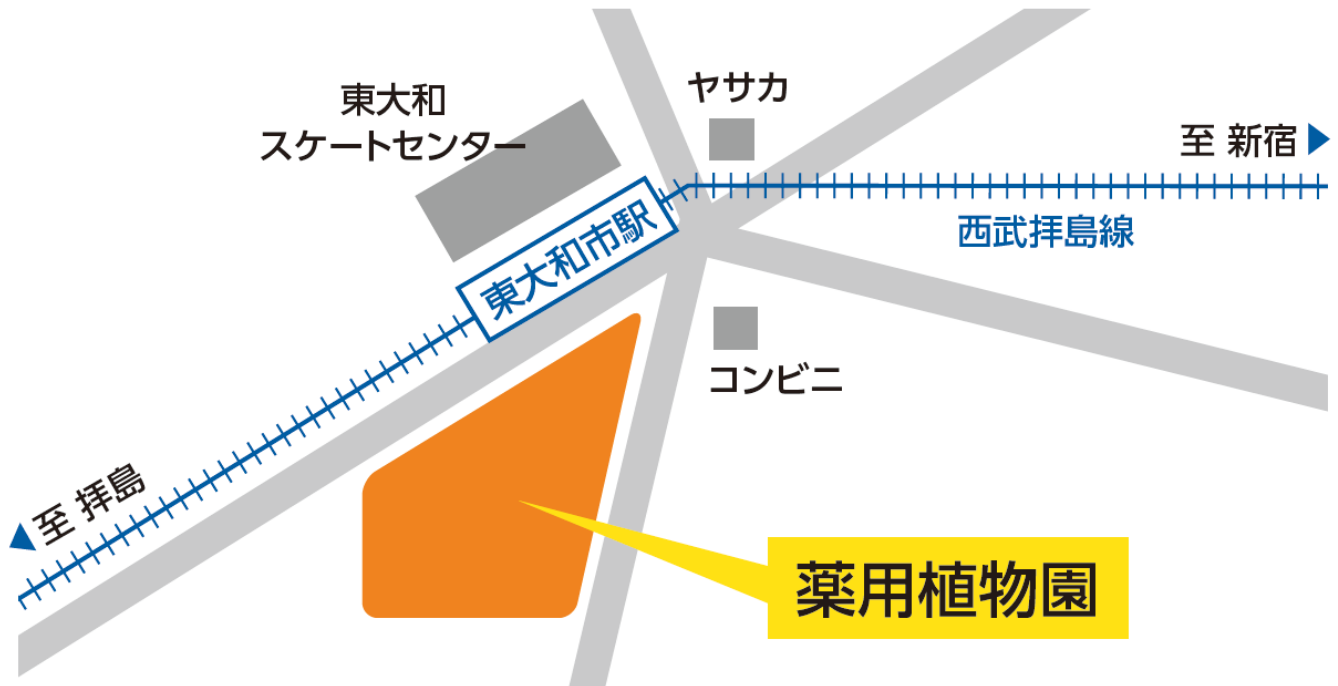 東大和
スケートセンター
ヤサカ
至 新宿
東大和市駅
西武拝島線
コンビニ
至 拝島
薬用植物園